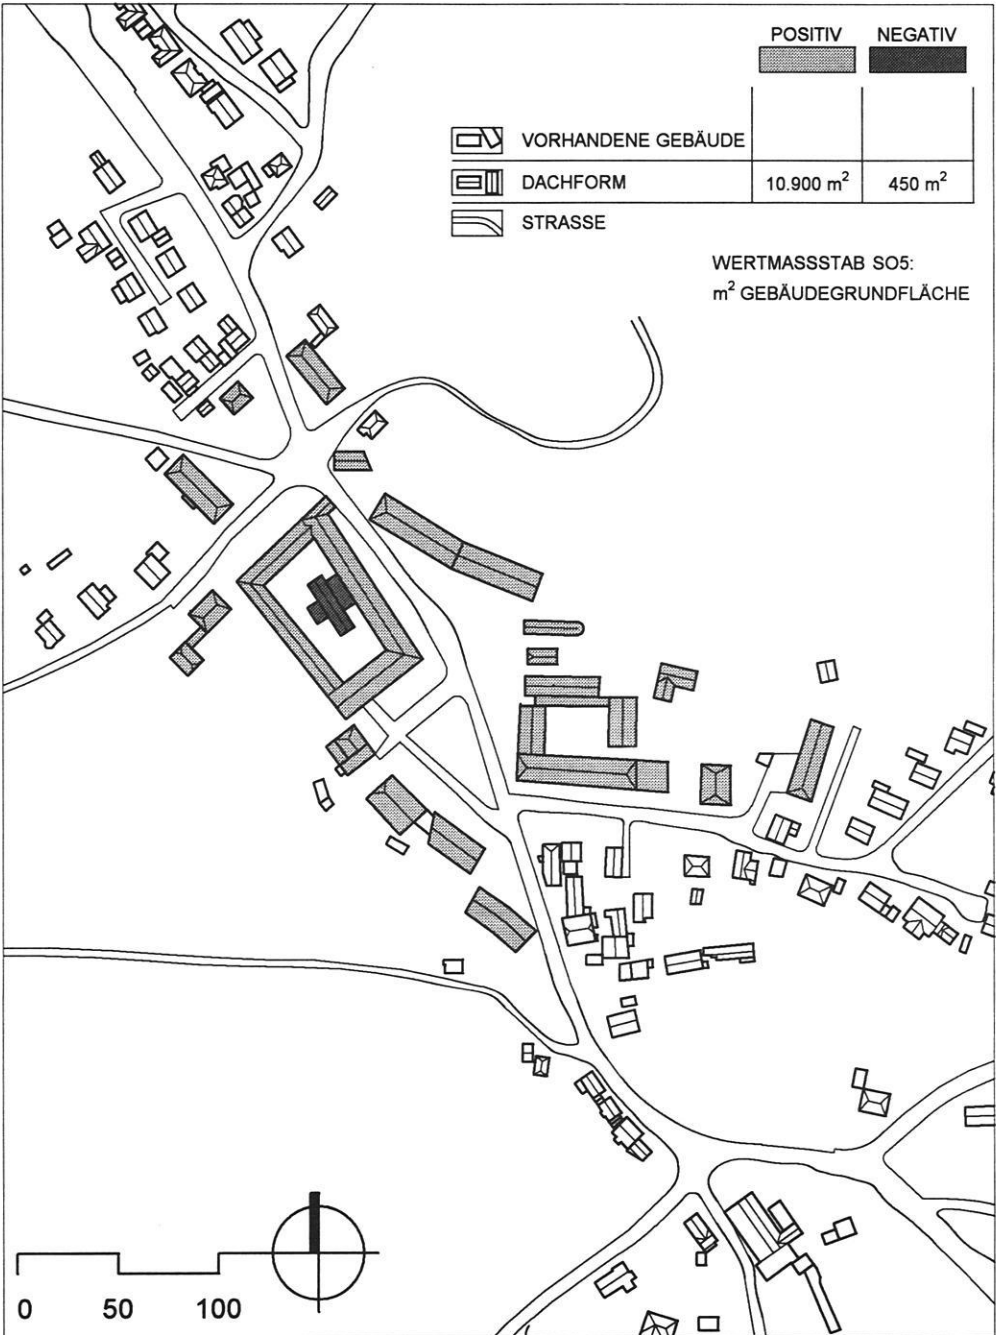 POSITIV NEGATIV
VORHANDENE GEBÄUDE
DACHFORM 10.900 m² 450 m²
STRASSE
WERTMASSSTAB SO5:
m² GEBÄUDEGRUNDFLÄCHE
0 50 100